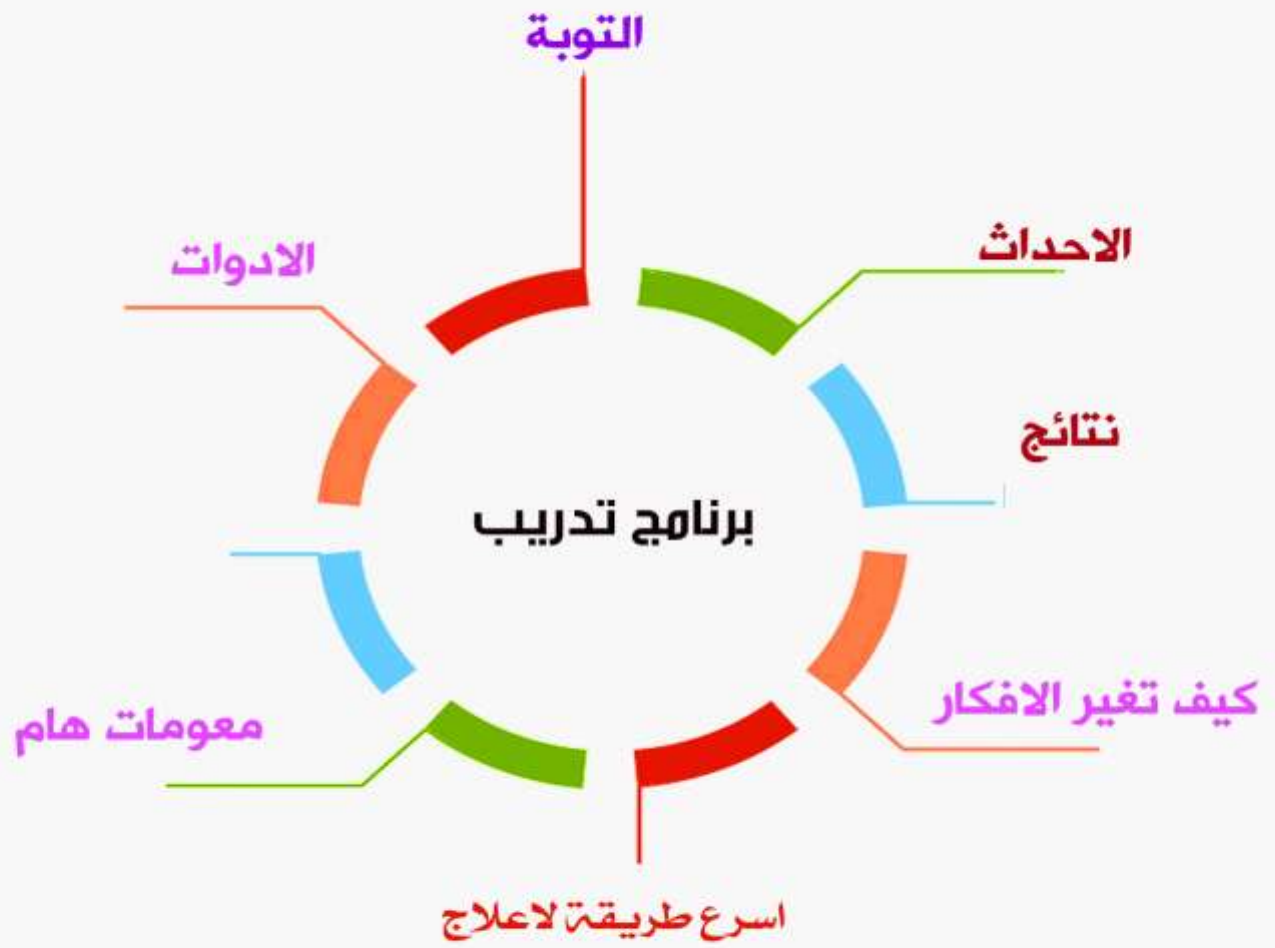 التوبة
الاحداث
الادوات
نتائج
برنامج تدريب
كيف تغير الافكار
معومات هام
اسرع طريقة لاعلاج